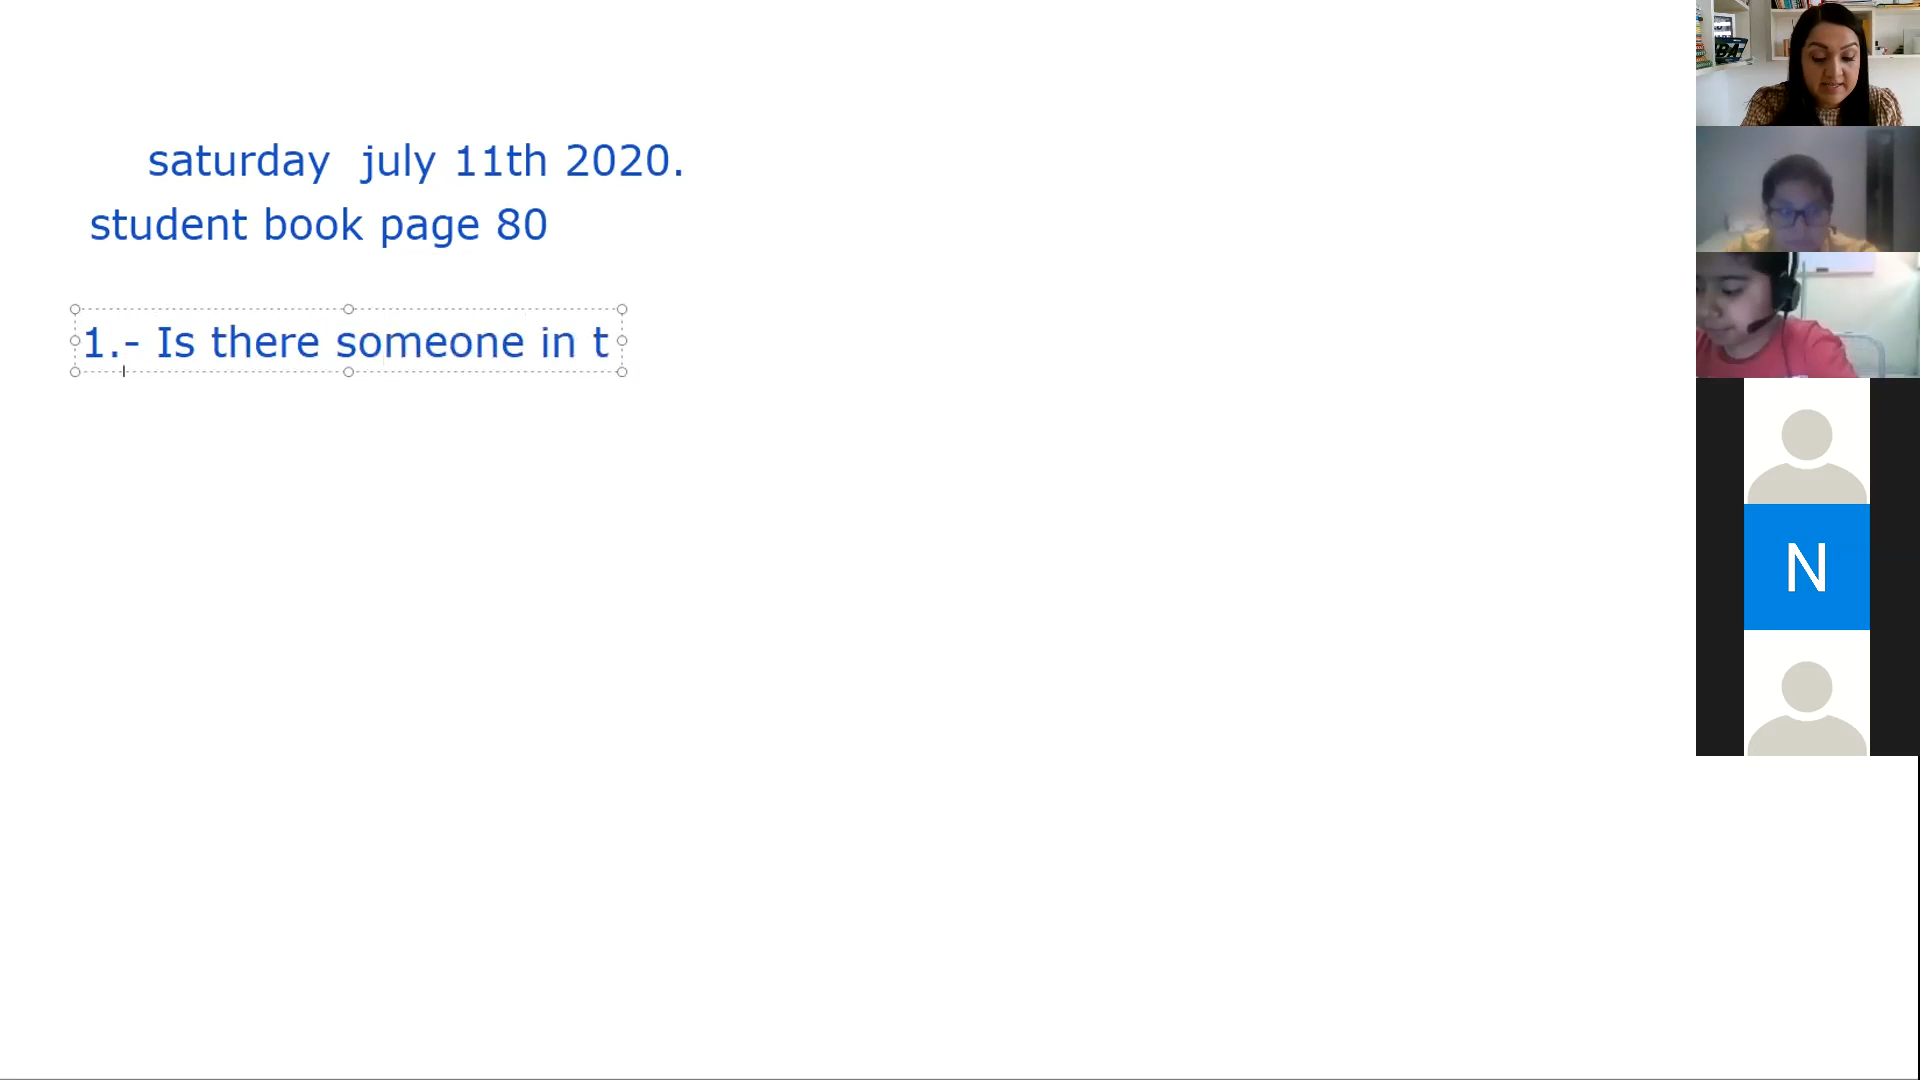 saturday  july 11th 2020.
student book page 80
1.- Is there someone in t
N